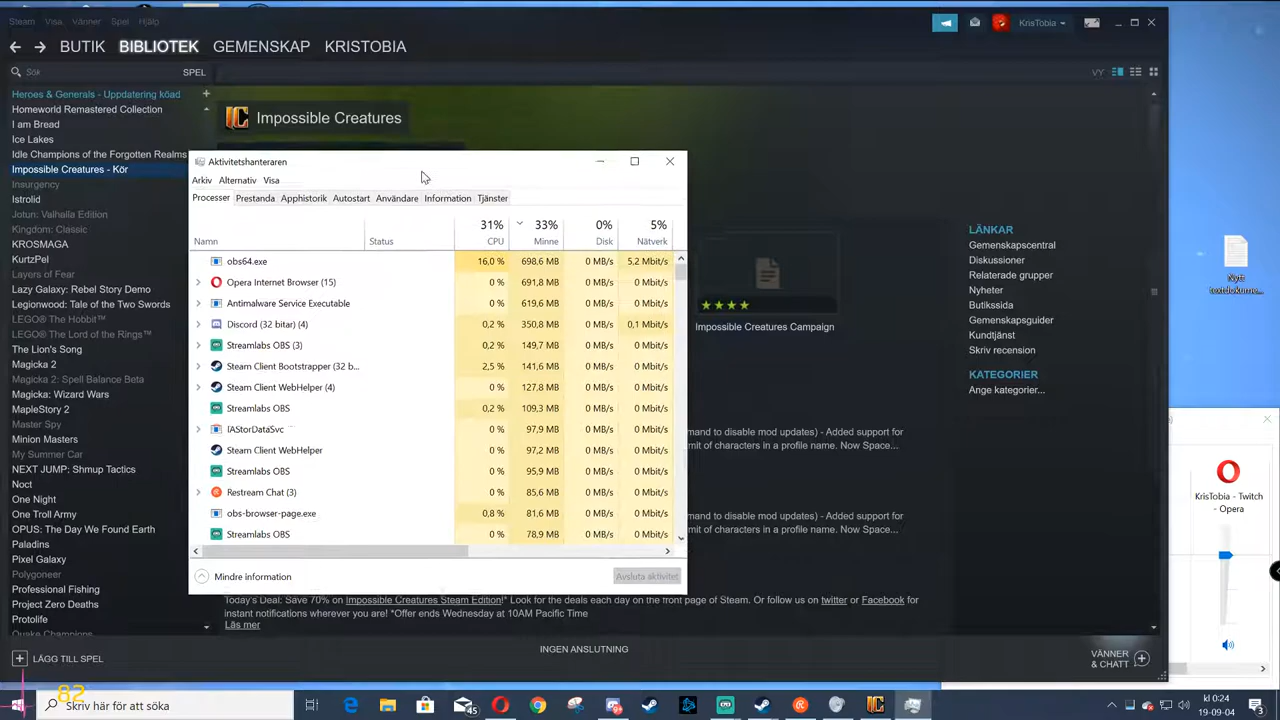 Steam Visa Vänner Spel Hjälp
KrisTobia
BUTIK BIBLIOTEK GEMENSKAP KRISTOBIA
Sök SPEL
VY
Heroes & Generals - Uppdatering köad
Homeworld Remastered Collection
I am Bread
Ice Lakes
Idle Champions of the Forgotten Realms
Impossible Creatures - Kör
Insurgency
Istrolid
Jotun: Valhalla Edition
Kingdom: Classic
KROSMAGA
KurtzPel
Layers of Fear
Lazy Galaxy: Rebel Story Demo
Legionwood: Tale of the Two Swords
LEGO® The Hobbit™
LEGO® The Lord of the Rings™
The Lion's Song
Magicka 2
Magicka 2: Spell Balance Beta
Magicka: Wizard Wars
MapleStory 2
Master Spy
Minion Masters
My Summer Car
NEXT JUMP: Shmup Tactics
Noct
One Night
One Troll Army
OPUS: The Day We Found Earth
Paladins
Pixel Galaxy
Polygoneer
Professional Fishing
Project Zero Deaths
Protolife
Quake Champions
LÄGG TILL SPEL
Impossible Creatures
Aktivitetshanteraren
Arkiv Alternativ Visa
Processer Prestanda Apphistorik Autostart Användare Information Tjänster
31% 33% 0% 5%
Namn Status CPU Minne Disk Nätverk
obs64.exe 16,0 % 698,6 MB 0 MB/s 5,2 Mbit/s
Opera Internet Browser (15) 0 % 691,8 MB 0 MB/s 0 Mbit/s
Antimalware Service Executable 0 % 619,6 MB 0 MB/s 0 Mbit/s
Discord (32 bitar) (4) 0,2 % 350,8 MB 0 MB/s 0,1 Mbit/s
Streamlabs OBS (3) 0,2 % 149,7 MB 0 MB/s 0 Mbit/s
Steam Client Bootstrapper (32 b... 2,5 % 141,6 MB 0 MB/s 0 Mbit/s
Steam Client WebHelper (4) 0 % 127,8 MB 0 MB/s 0 Mbit/s
Streamlabs OBS 0,2 % 109,3 MB 0 MB/s 0 Mbit/s
IAStorDataSvc 0 % 97,9 MB 0 MB/s 0 Mbit/s
Steam Client WebHelper 0 % 97,2 MB 0 MB/s 0 Mbit/s
Streamlabs OBS 0 % 95,9 MB 0 MB/s 0 Mbit/s
Restream Chat (3) 0 % 85,6 MB 0 MB/s 0 Mbit/s
obs-browser-page.exe 0,8 % 81,6 MB 0 MB/s 0 Mbit/s
Streamlabs OBS 0 % 78,9 MB 0 MB/s 0 Mbit/s
Mindre information Avsluta aktivitet
Impossible Creatures Campaign
LÄNKAR
Gemenskapscentral
Diskussioner
Relaterade grupper
Nyheter
Butikssida
Gemenskapsguider
Kundtjänst
Skriv recension
KATEGORIER
Ange kategorier...
mand to disable mod updates) - Added support for
mit of characters in a profile name. Now Space...
mand to disable mod updates) - Added support for
mit of characters in a profile name. Now Space...
Today's Deal: Save 70% on Impossible Creatures Steam Edition!* Look for the deals each day on the front page of Steam. Or follow us on twitter or Facebook for
instant notifications wherever you are! *Offer ends Wednesday at 10AM Pacific Time
Läs mer
INGEN ANSLUTNING
VÄNNER
& CHATT
Nytt
textdokume...
KrisTobia - Twitch
- Opera
82
Skriv här för att söka
45
kl 0:24
19-09-04
3